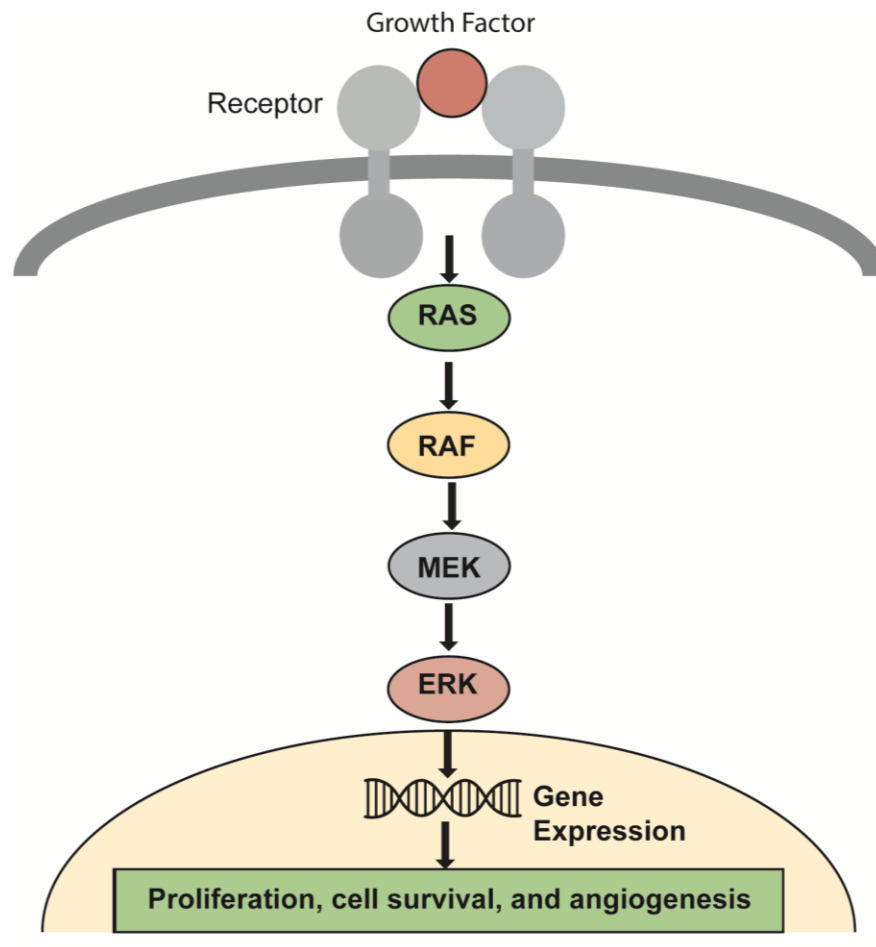 Growth Factor
Receptor
RAS
RAF
MEK
ERK
Gene
Expression
Proliferation, cell survival, and angiogenesis